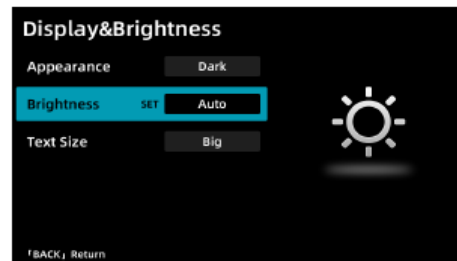 Display&Brightness
Appearance Dark
Brightness SET Auto
Text Size Big
「BACK」 Return